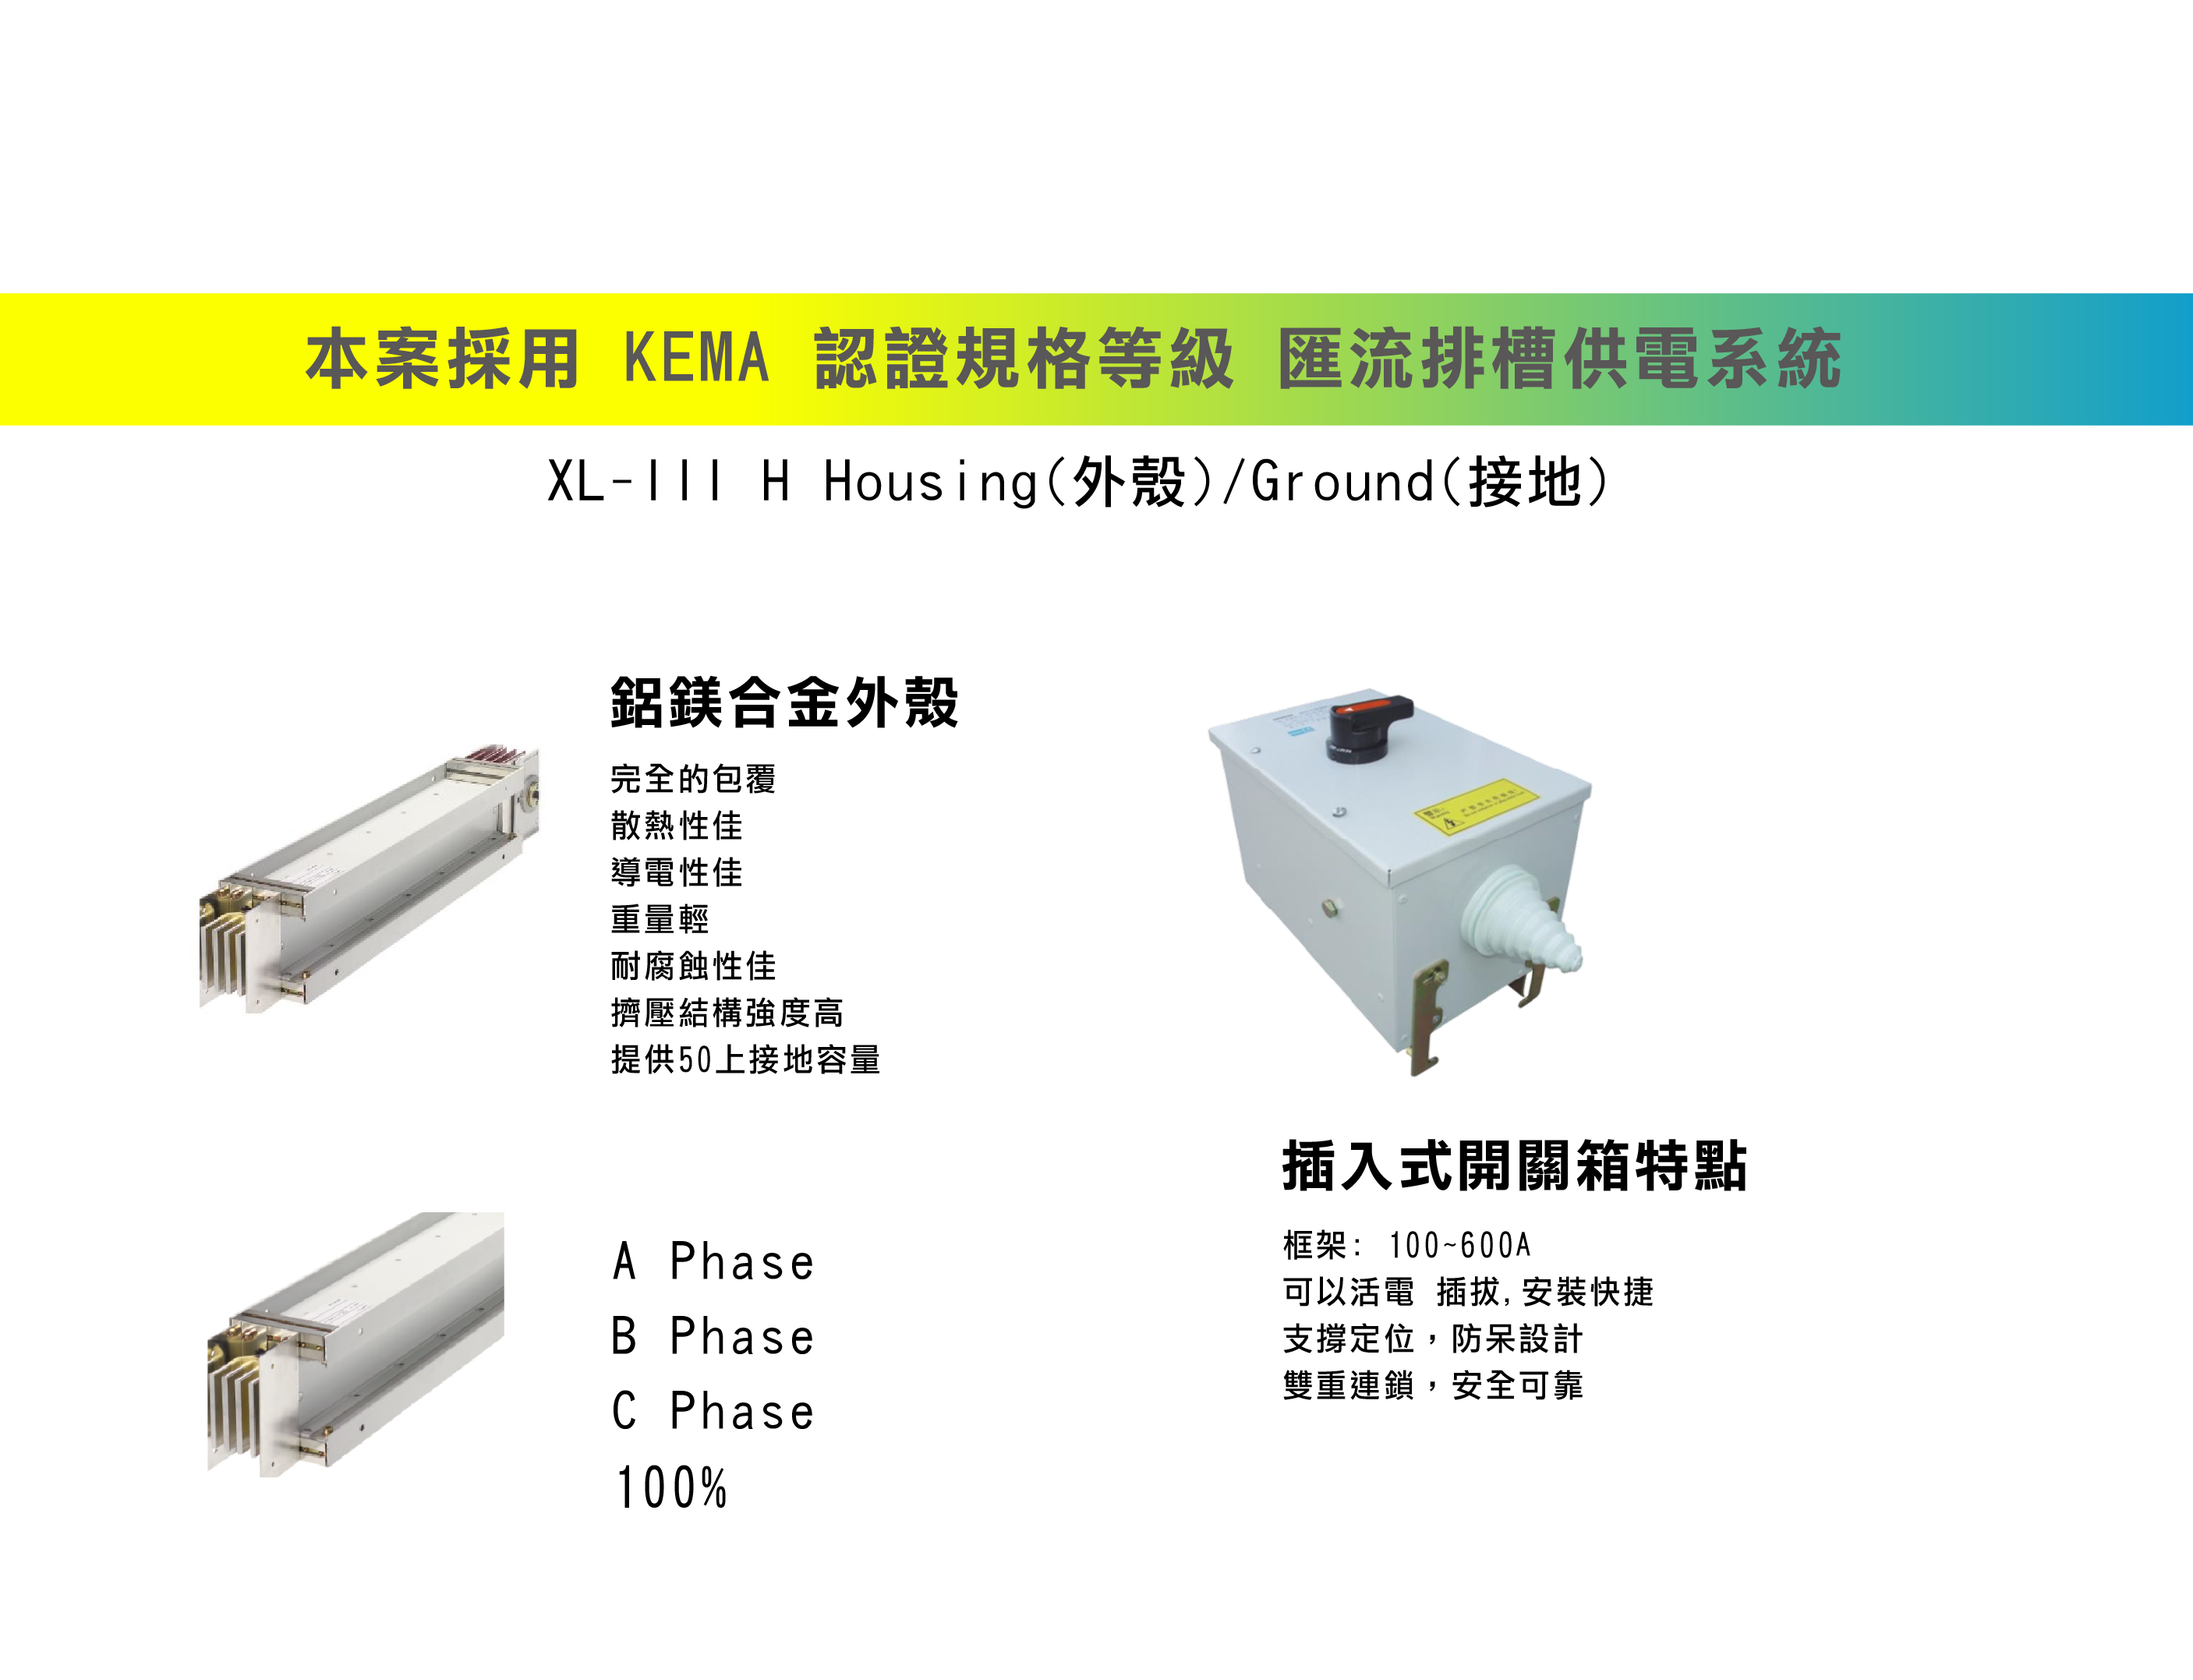 本案採用 KEMA 認證規格等級 匯流排槽供電系統
XL-III H Housing(外殼)/Ground(接地)
鋁鎂合金外殼
完全的包覆
散熱性佳
導電性佳
重量輕
耐腐蝕性佳
擠壓結構強度高
提供50上接地容量
A Phase
B Phase
C Phase
100%
插入式開關箱特點
框架: 100~600A
可以活電 插拔,安裝快捷
支撐定位，防呆設計
雙重連鎖，安全可靠